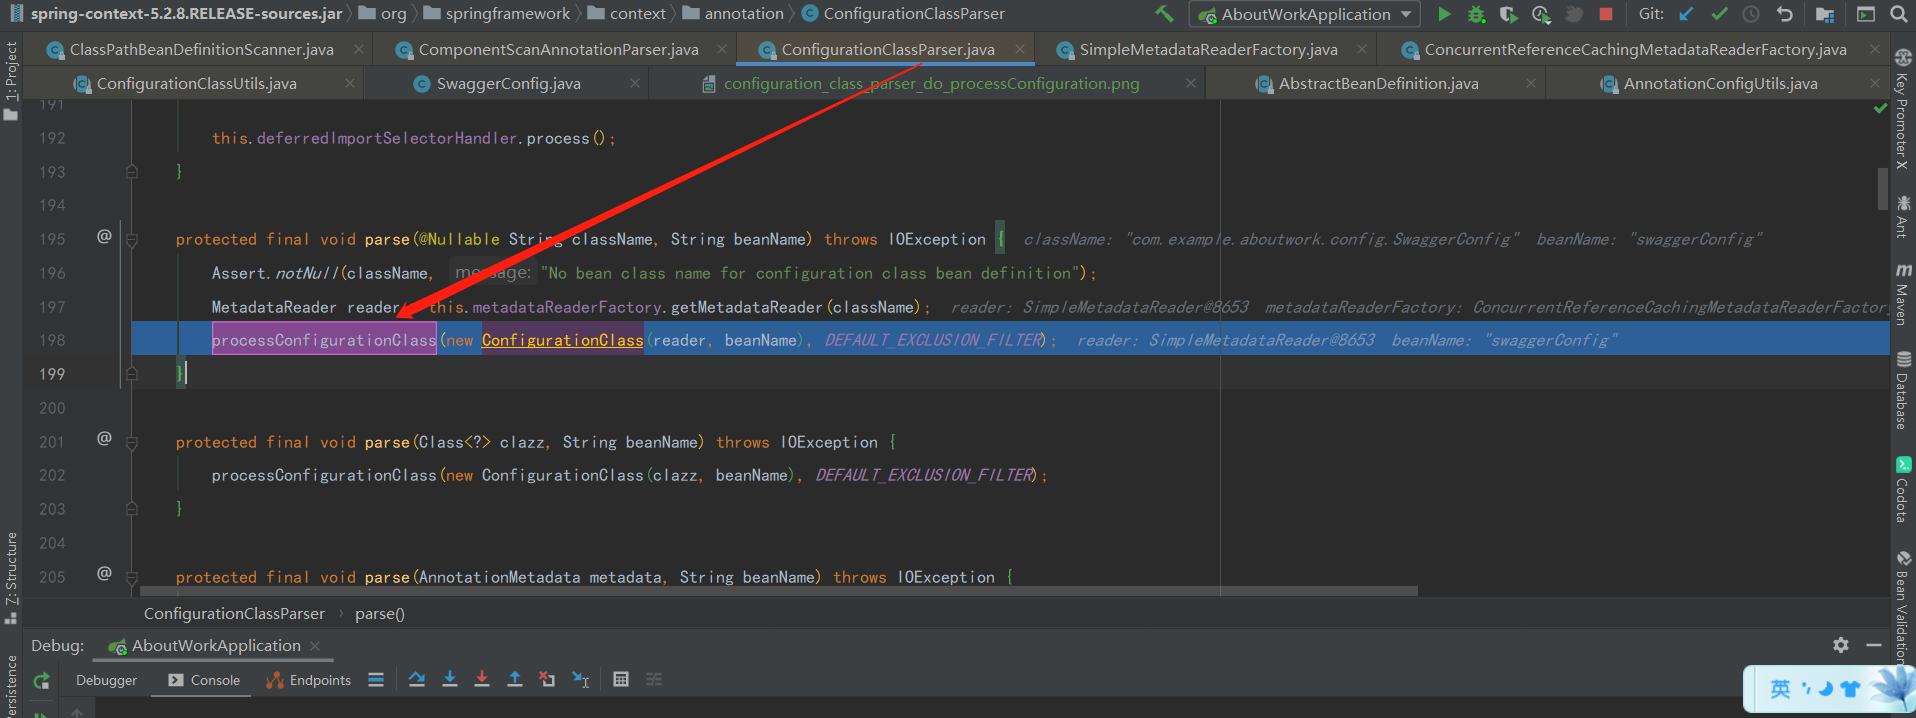 spring-context-5.2.8.RELEASE-sources.jar org springframework context annotation ConfigurationClassParser AboutWorkApplication Git:
ClassPathBeanDefinitionScanner.java ComponentScanAnnotationParser.java ConfigurationClassParser.java SimpleMetadataReaderFactory.java ConcurrentReferenceCachingMetadataReaderFactory.java
ConfigurationClassUtils.java SwaggerConfig.java configuration_class_parser_do_processConfiguration.png AbstractBeanDefinition.java AnnotationConfigUtils.java
1: Project
Z: Structure
Persistence
191
192 this.deferredImportSelectorHandler.process();
193 }
194
195 @ protected final void parse(@Nullable String className, String beanName) throws IOException { className: "com.example.aboutwork.config.SwaggerConfig" beanName: "swaggerConfig"
196 Assert.notNull(className, message: "No bean class name for configuration class bean definition");
197 MetadataReader reader this.metadataReaderFactory.getMetadataReader(className); reader: SimpleMetadataReader@8653 metadataReaderFactory: ConcurrentReferenceCachingMetadataReaderFactory
198 processConfigurationClass(new ConfigurationClass(reader, beanName), DEFAULT_EXCLUSION_FILTER); reader: SimpleMetadataReader@8653 beanName: "swaggerConfig"
199 }
200
201 @ protected final void parse(Class<?> clazz, String beanName) throws IOException {
202 processConfigurationClass(new ConfigurationClass(clazz, beanName), DEFAULT_EXCLUSION_FILTER);
203 }
204
205 @ protected final void parse(AnnotationMetadata metadata, String beanName) throws IOException {
ConfigurationClassParser › parse()
Debug: AboutWorkApplication
Debugger Console Endpoints
Key Promoter X
Ant
Maven
Database
Codota
Bean Validation
英